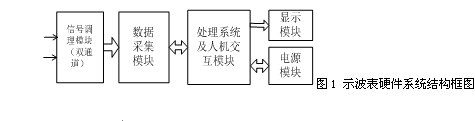 信号调
理模块
（双通
道）
数据
采集
模块
处理系统
及人机交
互模块
显示
模块
电源
模块
图1 示波表硬件系统结构框图